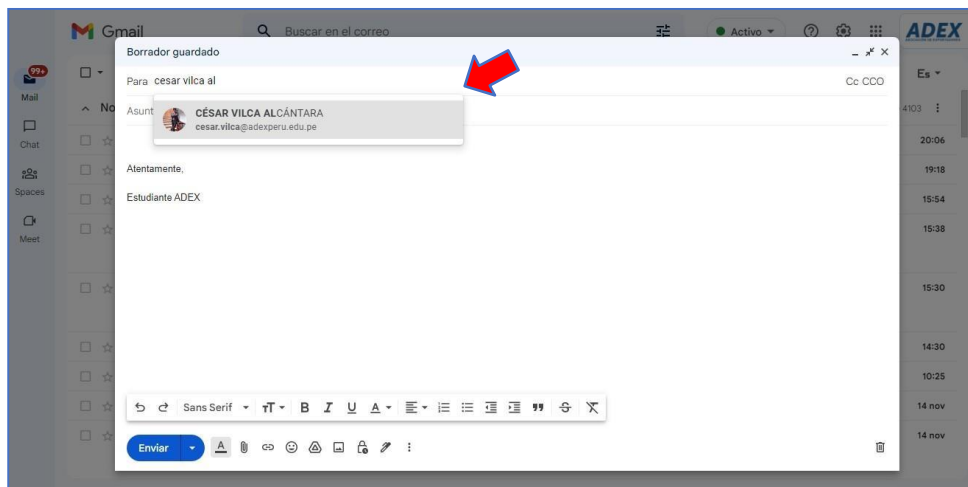 Gmail
Buscar en el correo
Activo
ADEX
Borrador guardado
99+
Para cesar vilca al
Cc CCO
Es
Mail
No
Asunt
CÉSAR VILCA ALCÁNTARA
cesar.vilca@adexperu.edu.pe
4103
Chat
20:06
Atentamente,
19:18
Spaces
Estudiante ADEX
15:54
15:38
Meet
15:30
14:30
10:25
Sans Serif
14 nov
Enviar
14 nov